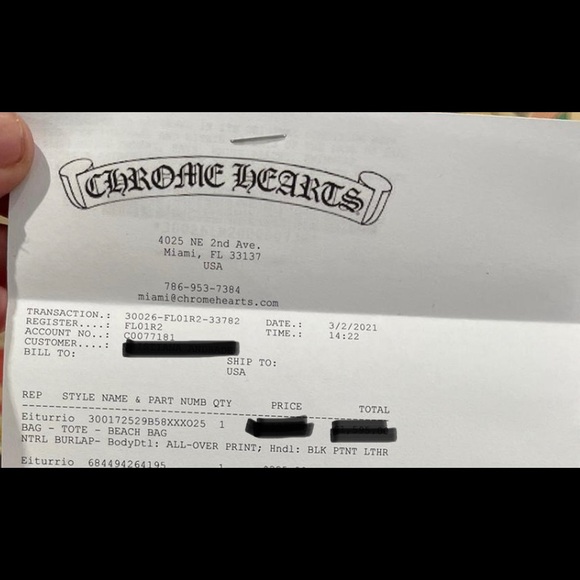 CHROME HEARTS
4025 NE 2nd Ave.
Miami, FL 33137
USA
786-953-7384
miami@chromehearts.com
TRANSACTION.: 30026-FL01R2-33782 DATE.: 3/2/2021
REGISTER....: FL01R2 TIME.: 14:22
ACCOUNT NO..: C0077181
CUSTOMER....:
BILL TO: SHIP TO:
USA
REP STYLE NAME & PART NUMB QTY PRICE TOTAL
Eiturrio 300172529B58XXXO25 1
BAG - TOTE - BEACH BAG
NTRL BURLAP- BodyDtl: ALL-OVER PRINT; Hndl: BLK PTNT LTHR
Eiturrio 684494264195 1